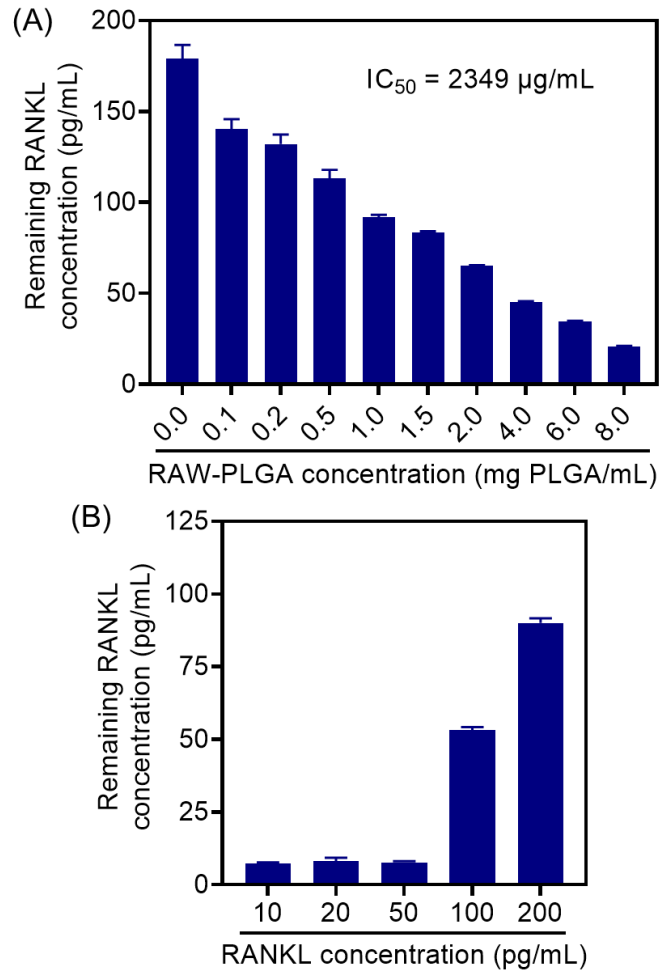 (A)
Remaining RANKL
concentration (pg/mL)
200
150
100
50
0
IC50 = 2349 µg/mL
0.0 0.1 0.2 0.5 1.0 1.5 2.0 4.0 6.0 8.0
RAW-PLGA concentration (mg PLGA/mL)
(B)
Remaining RANKL
concentration (pg/mL)
125
100
75
50
25
0
10 20 50 100 200
RANKL concentration (pg/mL)